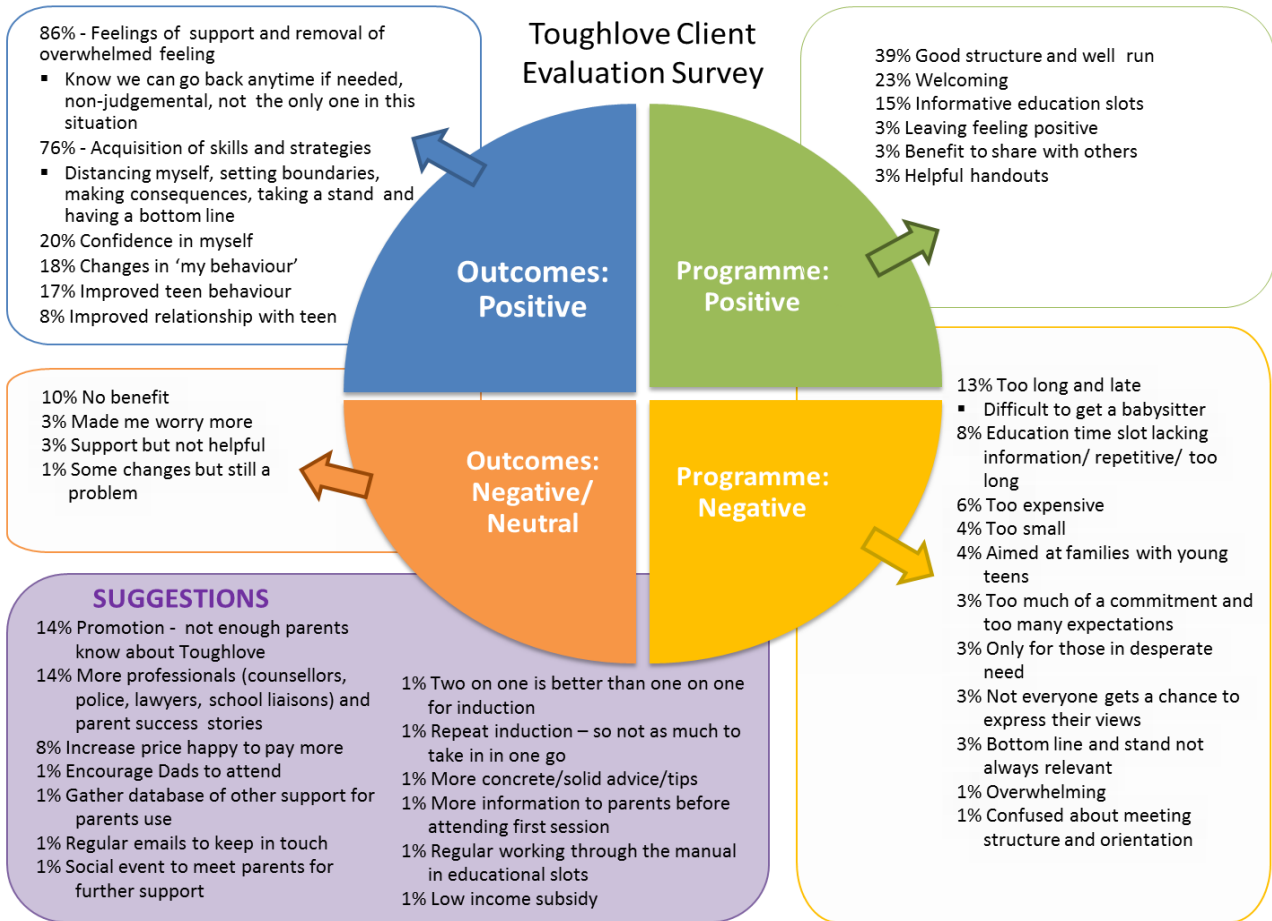 Toughlove Client
Evaluation Survey
86% - Feelings of support and removal of
overwhelmed feeling
▪ Know we can go back anytime if needed,
non-judgemental, not the only one in this
situation
76% - Acquisition of skills and strategies
▪ Distancing myself, setting boundaries,
making consequences, taking a stand and
having a bottom line
20% Confidence in myself
18% Changes in ‘my behaviour’
17% Improved teen behaviour
8% Improved relationship with teen
39% Good structure and well run
23% Welcoming
15% Informative education slots
3% Leaving feeling positive
3% Benefit to share with others
3% Helpful handouts
Outcomes:
Positive
Programme:
Positive
10% No benefit
3% Made me worry more
3% Support but not helpful
1% Some changes but still a
problem
Outcomes:
Negative/
Neutral
Programme:
Negative
13% Too long and late
▪ Difficult to get a babysitter
8% Education time slot lacking
information/ repetitive/ too
long
6% Too expensive
4% Too small
4% Aimed at families with young
teens
3% Too much of a commitment and
too many expectations
3% Only for those in desperate
need
3% Not everyone gets a chance to
express their views
3% Bottom line and stand not
always relevant
1% Overwhelming
1% Confused about meeting
structure and orientation
SUGGESTIONS
14% Promotion - not enough parents
know about Toughlove
14% More professionals (counsellors,
police, lawyers, school liaisons) and
parent success stories
8% Increase price happy to pay more
1% Encourage Dads to attend
1% Gather database of other support for
parents use
1% Regular emails to keep in touch
1% Social event to meet parents for
further support
1% Two on one is better than one on one
for induction
1% Repeat induction – so not as much to
take in in one go
1% More concrete/solid advice/tips
1% More information to parents before
attending first session
1% Regular working through the manual
in educational slots
1% Low income subsidy